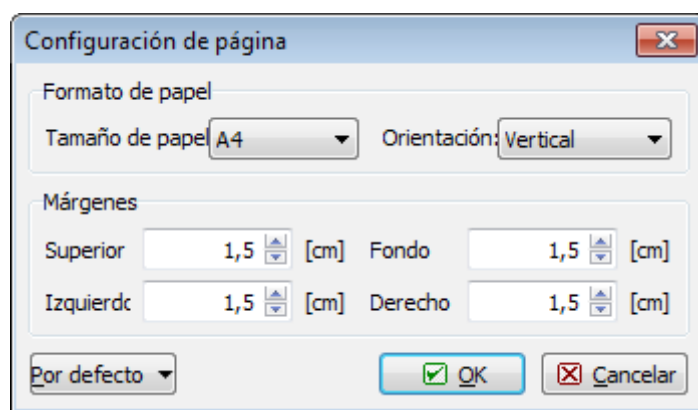 Configuración de página
Formato de papel
Tamaño de papel A4 Orientación: Vertical
Márgenes
Superior 1,5 [cm] Fondo 1,5 [cm]
Izquierdo 1,5 [cm] Derecho 1,5 [cm]
Por defecto OK Cancelar